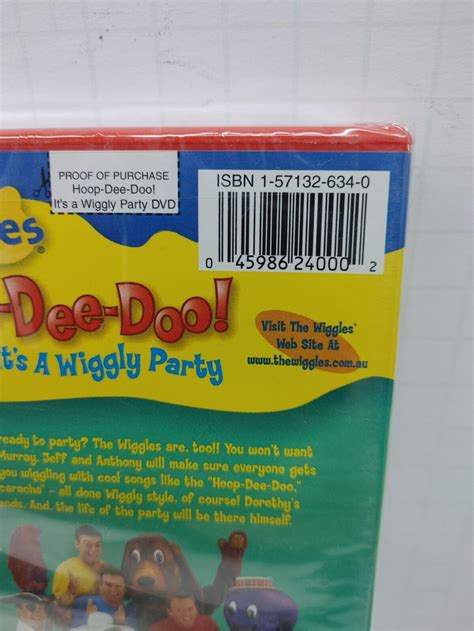 PROOF OF PURCHASE
Hoop-Dee-Doo!
It's a Wiggly Party DVD
ISBN 1-57132-634-0
0 45986 24000 2
es®
-Dee-Doo!
t's A Wiggly Party
Visit The Wiggles'
Web Site At
www.thewiggles.com.au
ready to party? The Wiggles are, too!! You won't want
Murray, Jeff and Anthony will make sure everyone gets
you wiggling with cool songs like the "Hoop-Dee-Doo,"
caracha" - all done Wiggly style, of course! Dorothy's
ends. And, the life of the party will be there himself,